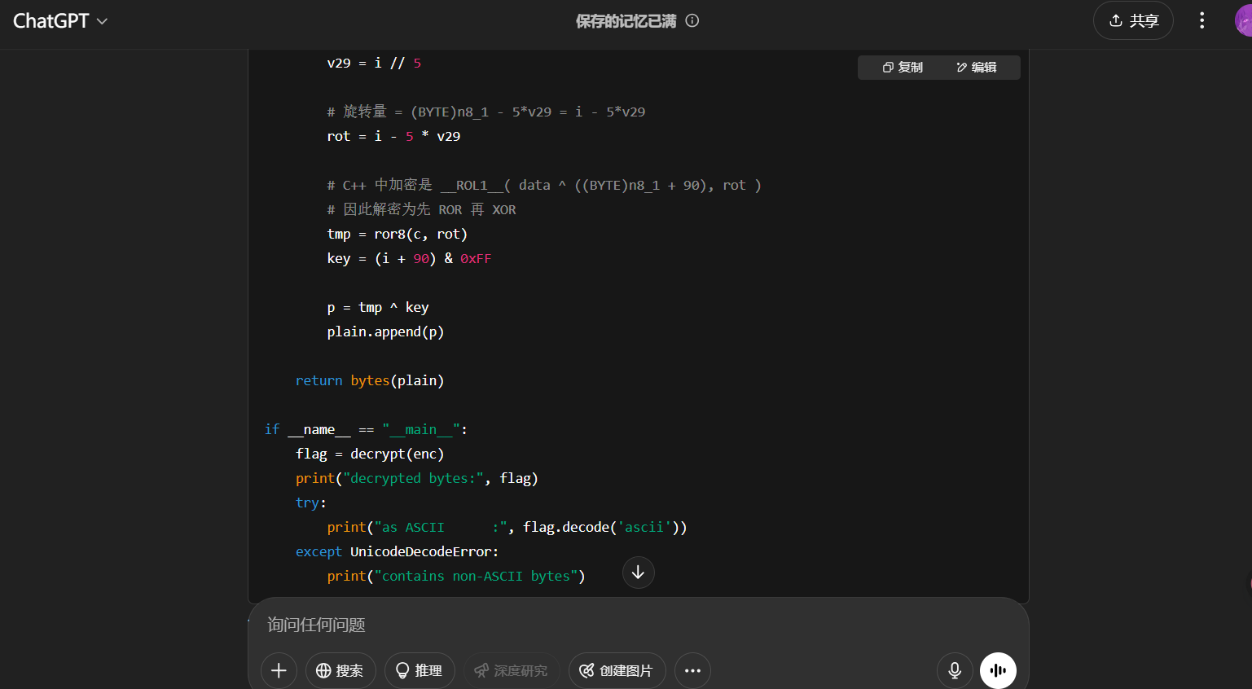 ChatGPT
保存的记忆已满
共享
v29 = i // 5
复制
编辑
# 旋转量 = (BYTE)n8_1 - 5*v29 = i - 5*v29
rot = i - 5 * v29
# C++ 中加密是 __ROL1__( data ^ ((BYTE)n8_1 + 90), rot )
# 因此解密为先 ROR 再 XOR
tmp = ror8(c, rot)
key = (i + 90) & 0xFF
p = tmp ^ key
plain.append(p)
return bytes(plain)
if __name__ == "__main__":
flag = decrypt(enc)
print("decrypted bytes:", flag)
try:
print("as ASCII      :", flag.decode('ascii'))
except UnicodeDecodeError:
print("contains non-ASCII bytes")
询问任何问题
搜索
推理
深度研究
创建图片